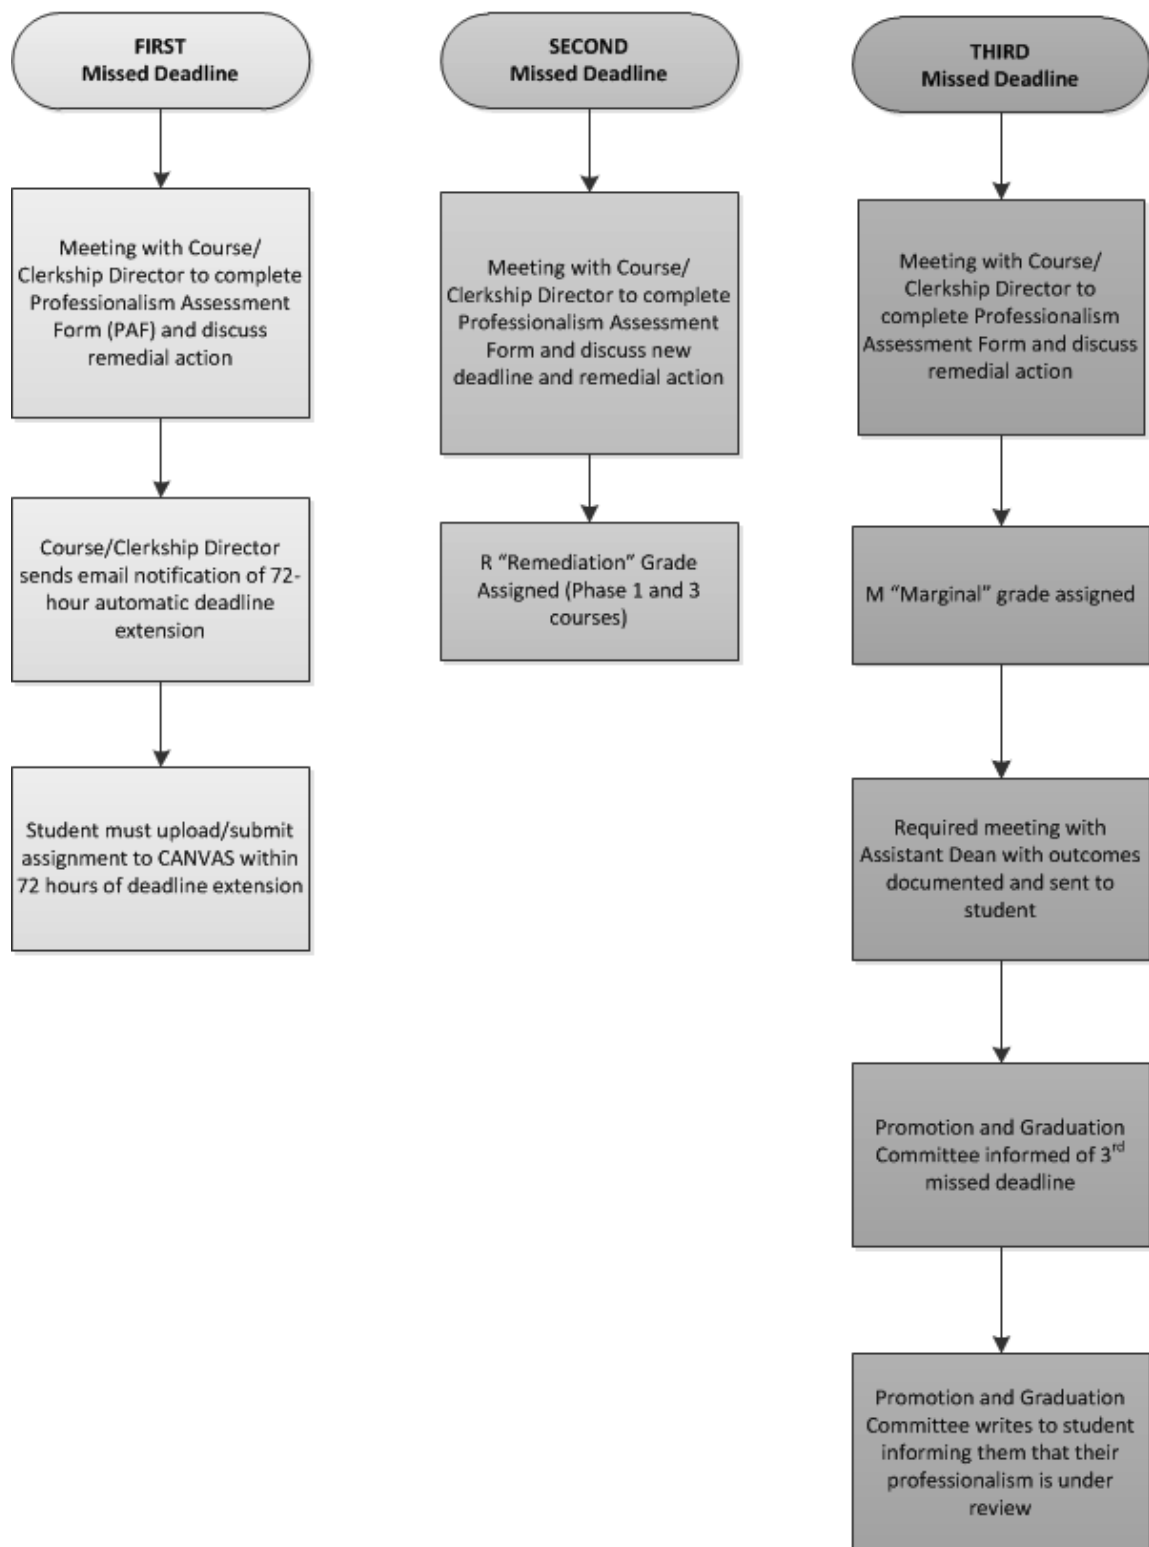 FIRST
Missed Deadline
Meeting with Course/
Clerkship Director to complete
Professionalism Assessment
Form (PAF) and discuss
remedial action
Course/Clerkship Director
sends email notification of 72-
hour automatic deadline
extension
Student must upload/submit
assignment to CANVAS within
72 hours of deadline extension
SECOND
Missed Deadline
Meeting with Course/
Clerkship Director to complete
Professionalism Assessment
Form and discuss new
deadline and remedial action
R “Remediation” Grade
Assigned (Phase 1 and 3
courses)
THIRD
Missed Deadline
Meeting with Course/
Clerkship Director to
complete Professionalism
Assessment Form and discuss
remedial action
M “Marginal” grade assigned
Required meeting with
Assistant Dean with outcomes
documented and sent to
student
Promotion and Graduation
Committee informed of 3rd
missed deadline
Promotion and Graduation
Committee writes to student
informing them that their
professionalism is under
review